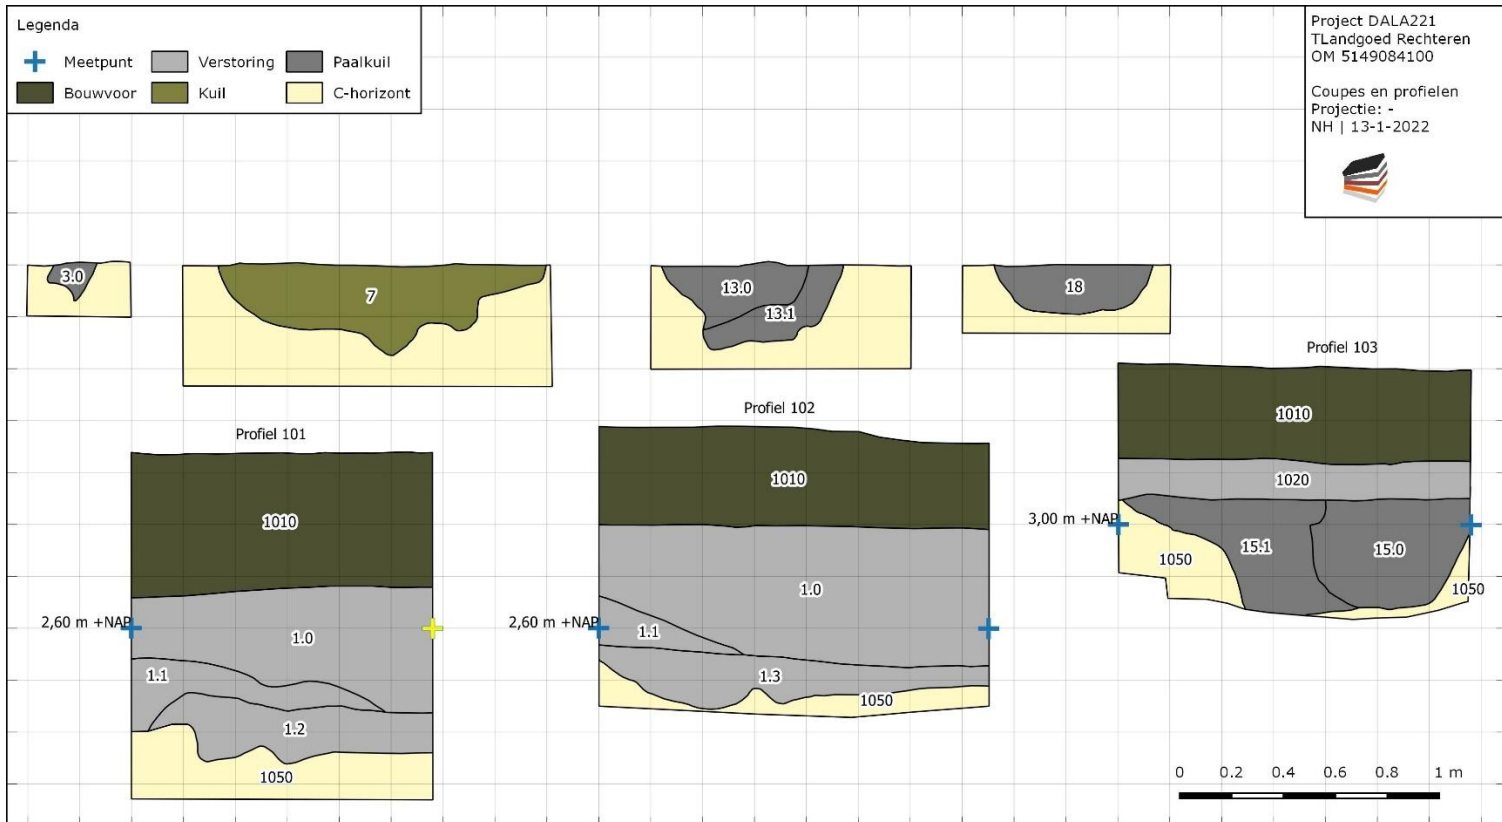 Legenda
Meetpunt
Verstoring
Paalkuil
Bouwvoor
Kuil
C-horizont
Project DALA221
TLandgoed Rechteren
OM 5149084100
Coupes en profielen
Projectie: -
NH | 13-1-2022
3.0
7
13.0
13.1
18
Profiel 101
1010
2,60 m +NAP
1.0
1.1
1.2
1050
Profiel 102
1010
1.0
2,60 m +NAP
1.1
1.3
1050
Profiel 103
1010
1020
3,00 m +NAP
15.1
15.0
1050
1050
0 0.2 0.4 0.6 0.8 1 m